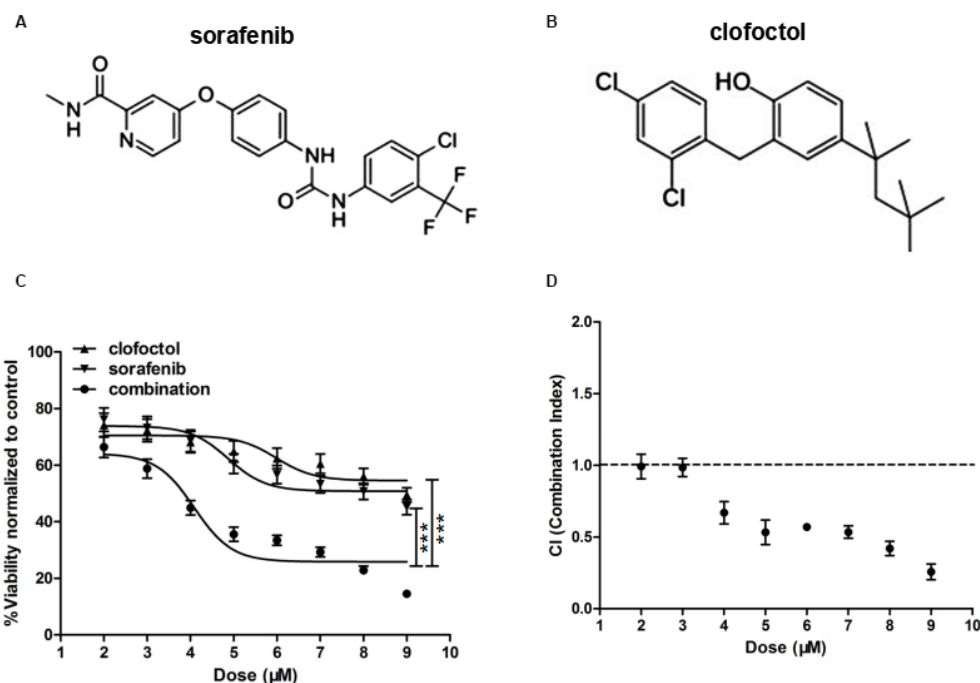 A
sorafenib
O
N
H
N
O
NH
O
N
H
Cl
F
F
F
B
clofoctol
Cl
HO
Cl
C
100
80
60
40
20
0
%Viability normalized to control
clofoctol
sorafenib
combination
***
***
1 2 3 4 5 6 7 8 9 10
Dose (µM)
D
2.0
1.5
1.0
0.5
0.0
CI (Combination Index)
1 2 3 4 5 6 7 8 9 10
Dose (µM)